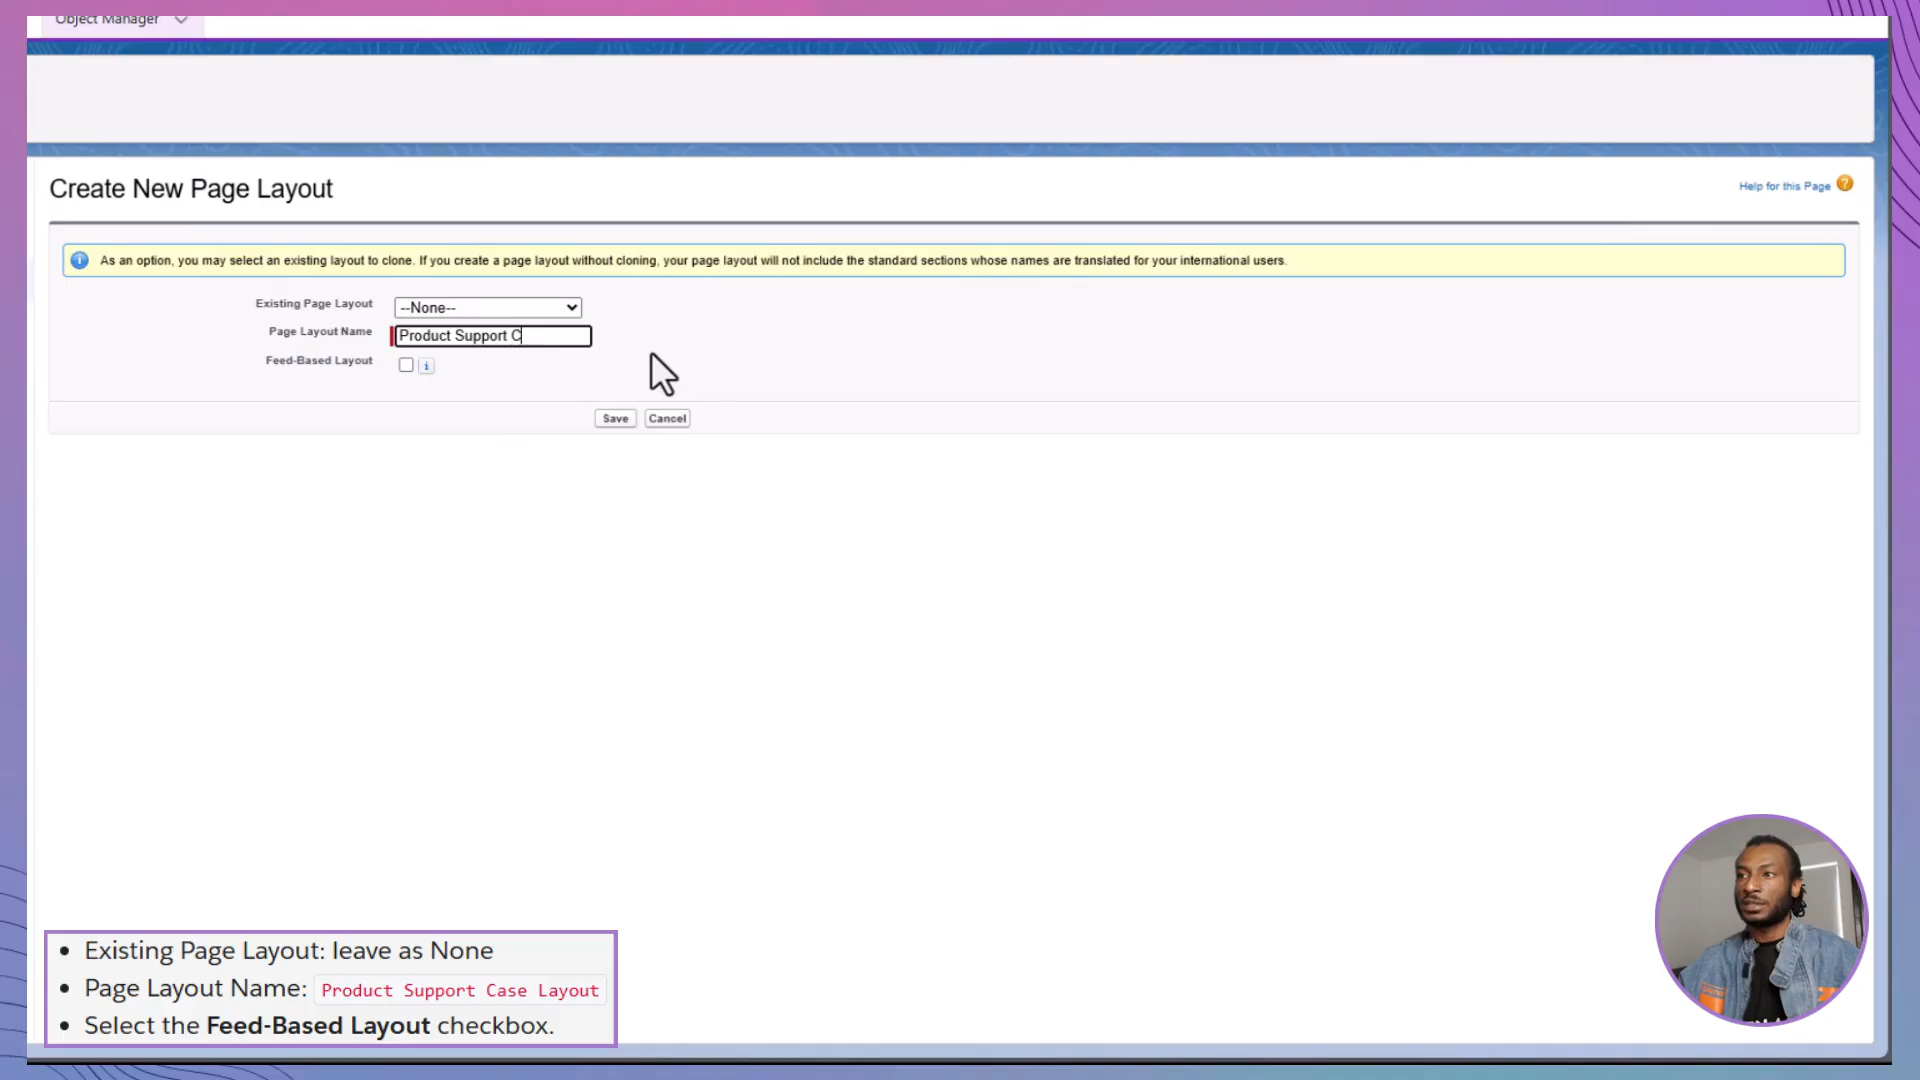 Object Manager
Create New Page Layout
Help for this Page
As an option, you may select an existing layout to clone. If you create a page layout without cloning, your page layout will not include the standard sections whose names are translated for your international users.
Existing Page Layout --None--
Page Layout Name Product Support C
Feed-Based Layout
Save Cancel
• Existing Page Layout: leave as None
• Page Layout Name: Product Support Case Layout
• Select the Feed-Based Layout checkbox.